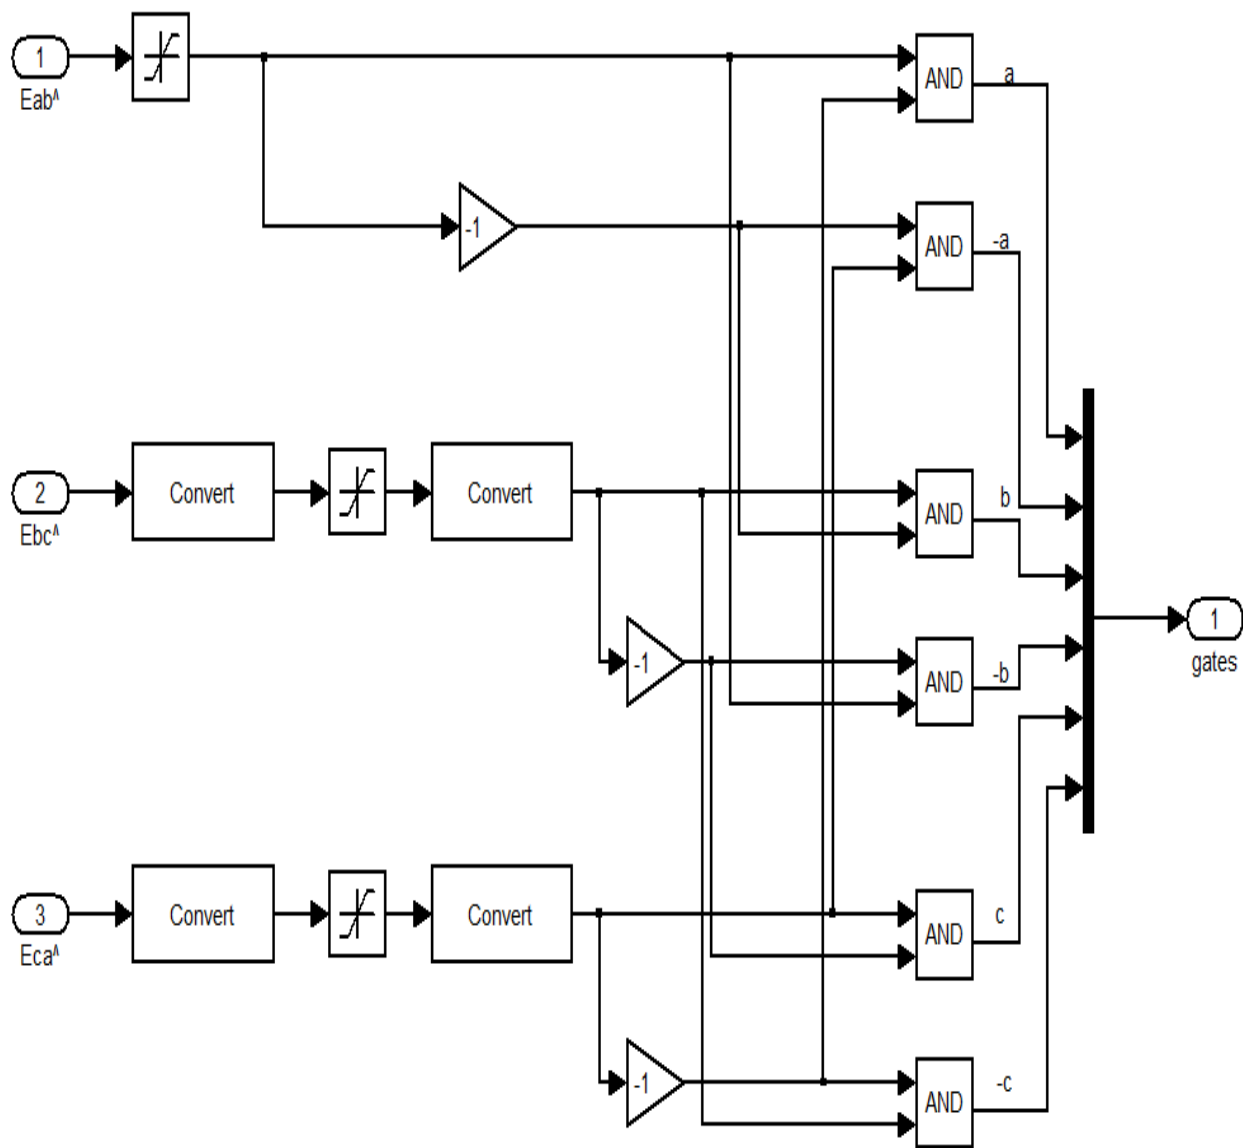 1
Eab^
AND
a
-1
AND
-a
2
Ebc^
Convert
Convert
AND
b
-1
AND
-b
1
gates
3
Eca^
Convert
Convert
AND
c
-1
AND
-c